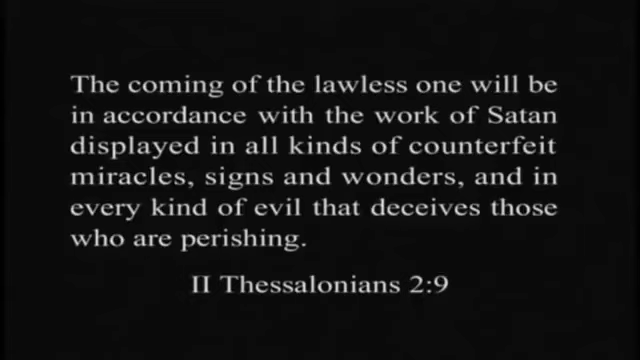 The coming of the lawless one will be
in accordance with the work of Satan
displayed in all kinds of counterfeit
miracles, signs and wonders, and in
every kind of evil that deceives those
who are perishing.
II Thessalonians 2:9